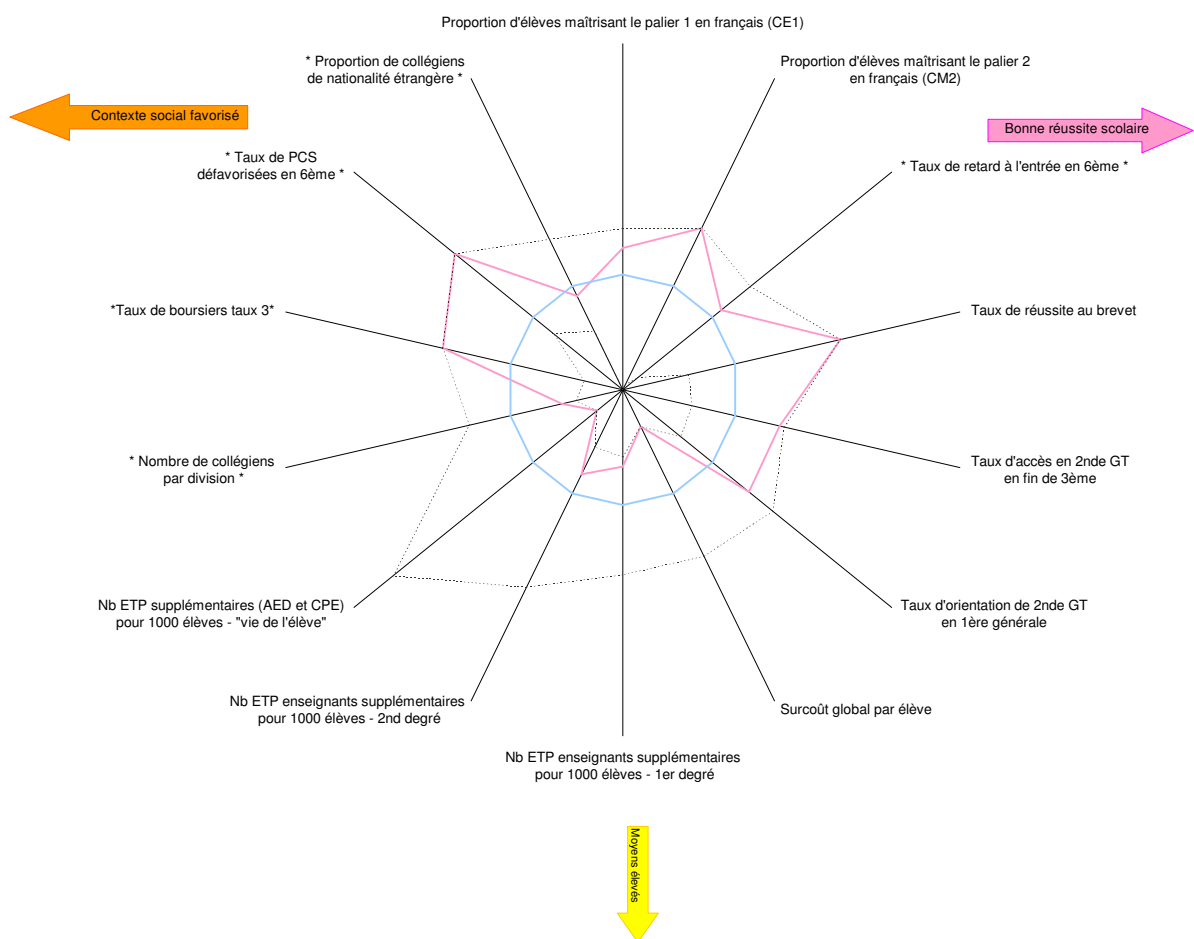 Proportion d'élèves maîtrisant le palier 1 en français (CE1)
* Proportion de collégiens
de nationalité étrangère *
Proportion d'élèves maîtrisant le palier 2
en français (CM2)
Contexte social favorisé
Bonne réussite scolaire
* Taux de PCS
défavorisées en 6ème *
* Taux de retard à l'entrée en 6ème *
*Taux de boursiers taux 3*
Taux de réussite au brevet
* Nombre de collégiens
par division *
Taux d'accès en 2nde GT
en fin de 3ème
Nb ETP supplémentaires (AED et CPE)
pour 1000 élèves - "vie de l'élève"
Taux d'orientation de 2nde GT
en 1ère générale
Nb ETP enseignants supplémentaires
pour 1000 élèves - 2nd degré
Surcoût global par élève
Nb ETP enseignants supplémentaires
pour 1000 élèves - 1er degré
Moyens élevés